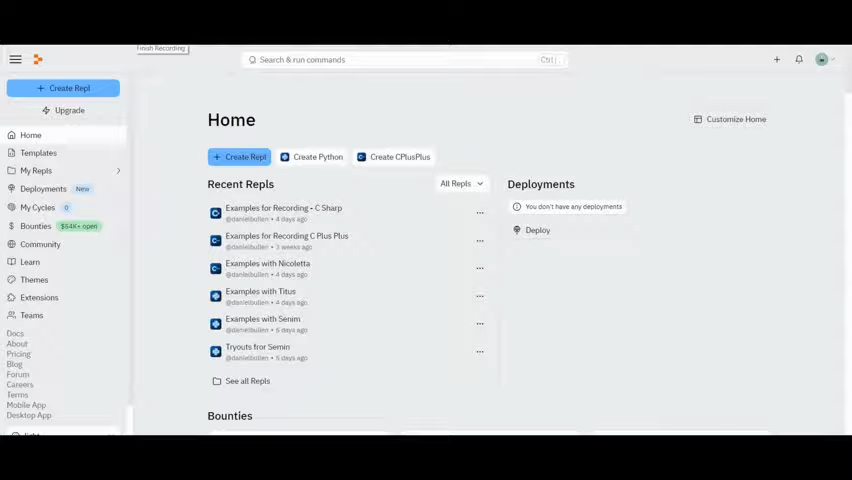 Finish Recording
Search & run commands
Ctrl .
+ Create Repl
Upgrade
Home
Templates
My Repls
Deployments New
My Cycles 0
Bounties $64K+ open
Community
Learn
Themes
Extensions
Teams
Docs
About
Pricing
Blog
Forum
Careers
Terms
Mobile App
Desktop App
Home
Customize Home
+ Create Repl
Create Python
Create CPlusPlus
Recent Repls
All Repls
Examples for Recording - C Sharp
@danielbullen • 4 days ago
Examples for Recording C Plus Plus
@danielbullen • 3 weeks ago
Examples with Nicoletta
@danielbullen • 4 days ago
Examples with Titus
@danielbullen • 4 days ago
Examples with Senim
@danielbullen • 6 days ago
Tryouts fror Semin
@danielbullen • 6 days ago
See all Repls
Deployments
You don't have any deployments
Deploy
Bounties